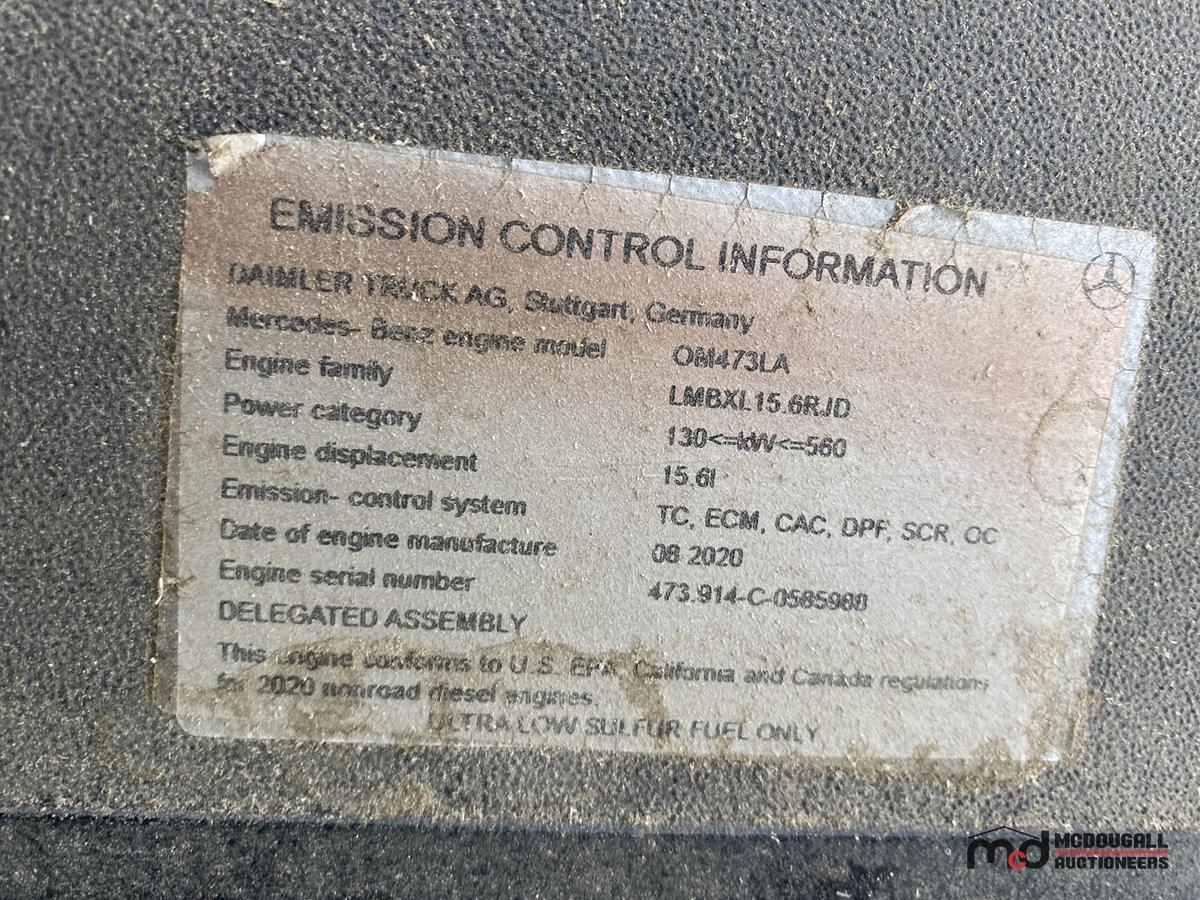 EMISSION CONTROL INFORMATION
DAIMLER TRUCK AG, Stuttgart, Germany
Mercedes- Benz engine model OM473LA
Engine family LMBXL15.6RJD
Power category 130<=kW<=560
Engine displacement 15.6l
Emission- control system TC, ECM, CAC, DPF, SCR, OC
Date of engine manufacture 08 2020
Engine serial number 473.914-C-0585980
DELEGATED ASSEMBLY
This engine conforms to U.S. EPA, California and Canada regulations
for 2020 nonroad diesel engines.
ULTRA LOW SULFUR FUEL ONLY
mcd MCDOUGALL
AUCTIONEERS